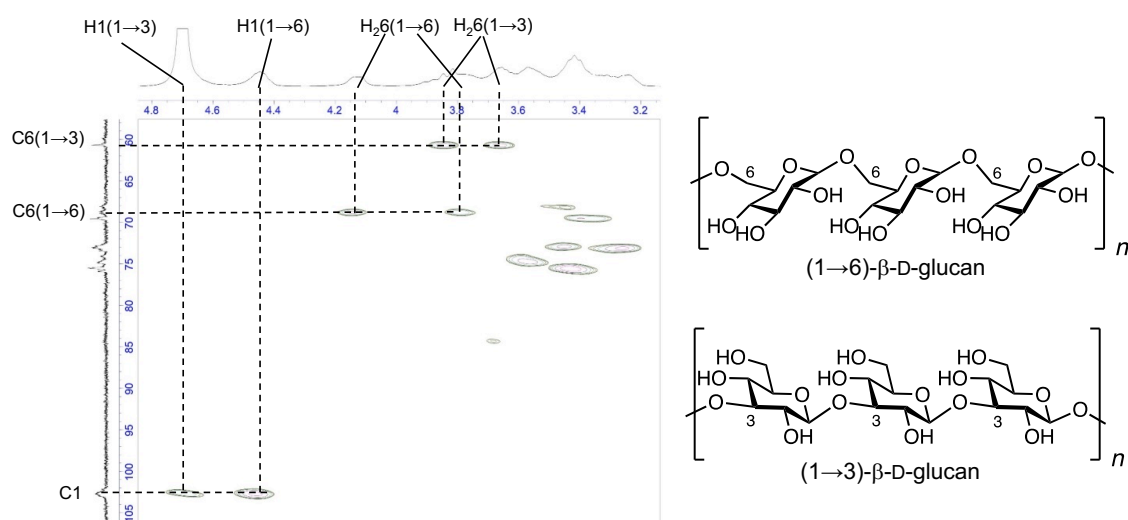 H1(1→3)
H1(1→6)
H₂6(1→6)
H₂6(1→3)
4.8 4.6 4.4 4.2 4 3.8 3.6 3.4 3.2
C6(1→3)
C6(1→6)
C1
60
65
70
75
80
85
90
95
100
105
O 6 O O 6 O O 6 O O
OH OH OH
HO HO HO
HO HO HO
n
(1→6)-β-D-glucan
HO HO HO
HO HO HO
O O O O O O O
3 3 3
OH OH OH
n
(1→3)-β-D-glucan